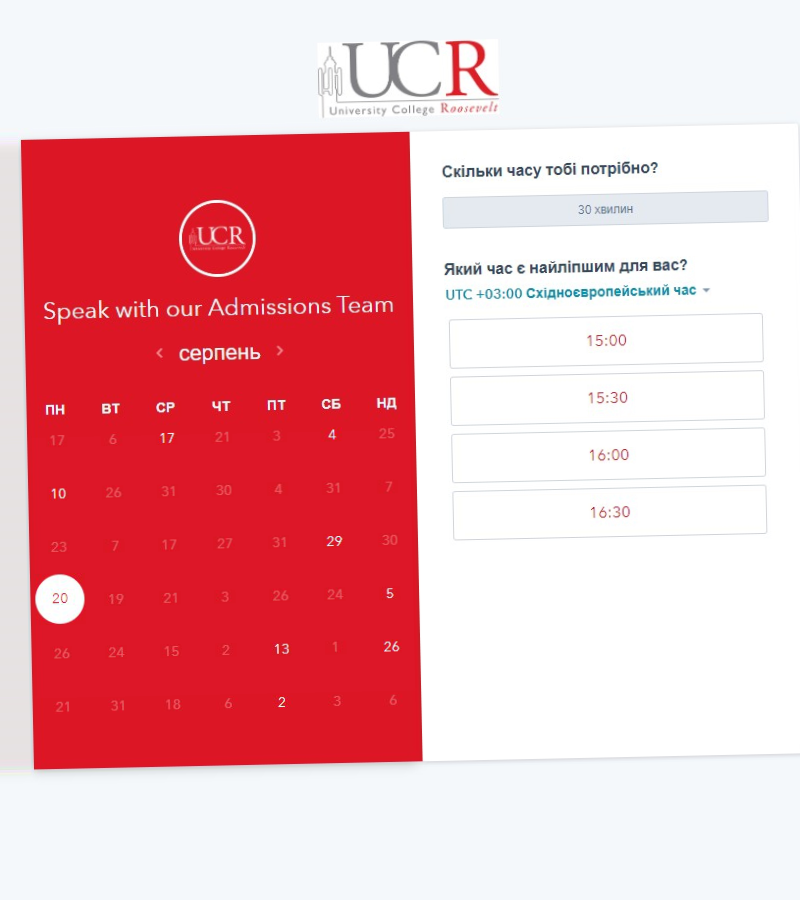 UCR
University College Roosevelt
UCR
University College Roosevelt
Speak with our Admissions Team
серпень
ПН ВТ СР ЧТ ПТ СБ НД
17 6 17 21 3 4 25
10 26 31 30 4 31 7
23 7 17 27 31 29 30
20 19 21 3 26 24 5
26 24 15 2 13 1 26
21 31 18 6 2 3 6
Скільки часу тобі потрібно?
30 хвилин
Який час є найліпшим для вас?
UTC +03:00 Східноєвропейський час
15:00
15:30
16:00
16:30